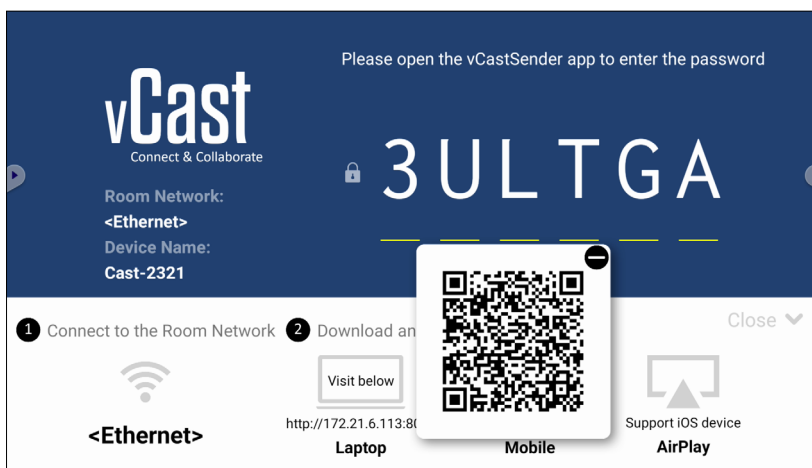 Please open the vCastSender app to enter the password
vCast
Connect & Collaborate
3ULTGA
Room Network:
<Ethernet>
Device Name:
Cast-2321
1 Connect to the Room Network
2 Download an
Close
Visit below
http://172.21.6.113:80
Support iOS device
<Ethernet>
Laptop
Mobile
AirPlay